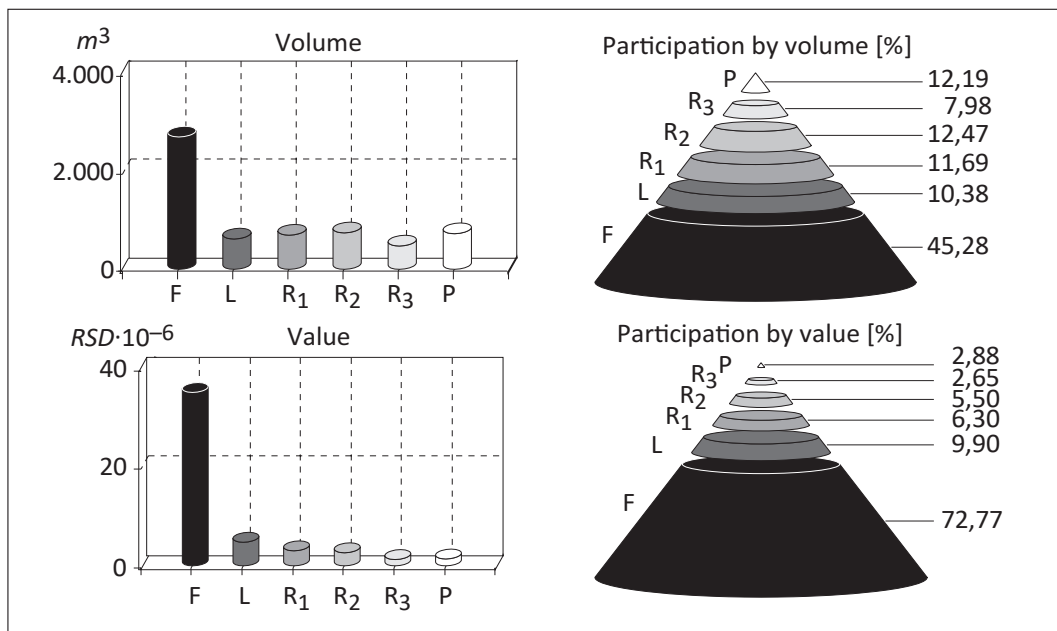 m³
Volume
4.000
2.000
0
F L R₁ R₂ R₃ P
Participation by volume [%]
P 12,19
R₃ 7,98
R₂ 12,47
R₁ 11,69
L 10,38
F 45,28
RSD·10⁻⁶
Value
40
20
0
F L R₁ R₂ R₃ P
Participation by value [%]
P 2,88
R₃ 2,65
R₂ 5,50
R₁ 6,30
L 9,90
F 72,77